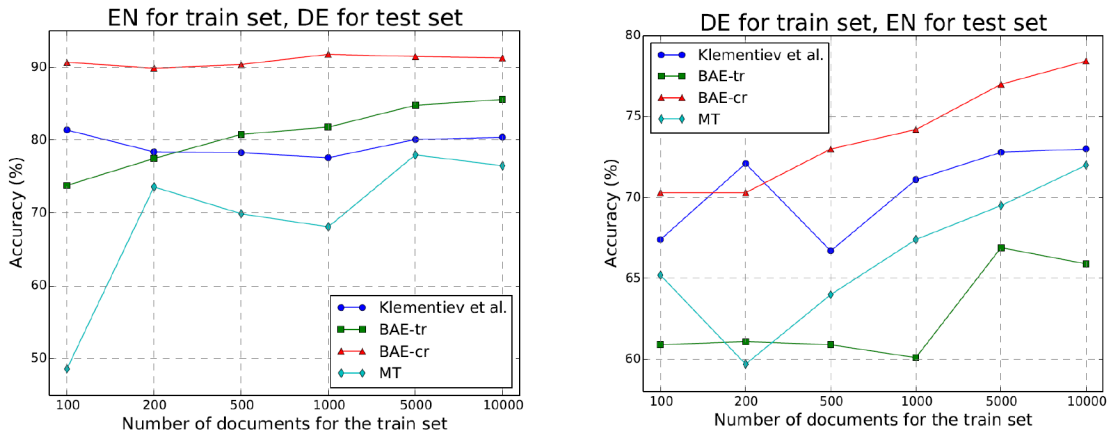 EN for train set, DE for test set
Accuracy (%)
90
80
70
60
50
100 200 500 1000 5000 10000
Number of documents for the train set
Klementiev et al.
BAE-tr
BAE-cr
MT
DE for train set, EN for test set
Accuracy (%)
80
75
70
65
60
100 200 500 1000 5000 10000
Number of documents for the train set
Klementiev et al.
BAE-tr
BAE-cr
MT